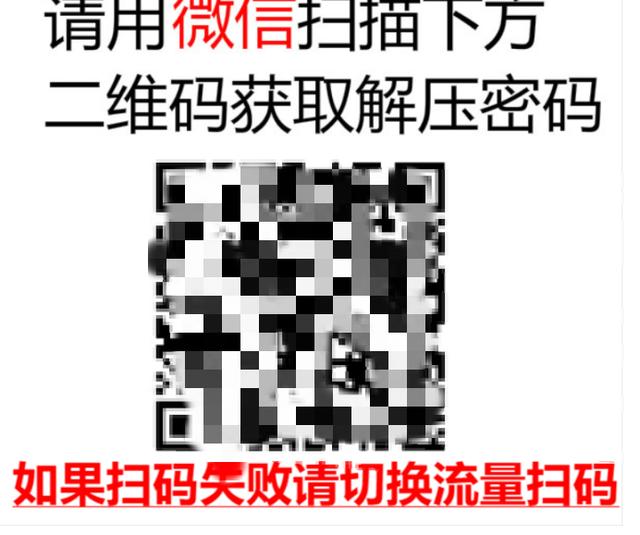 请用微信扫描下方
二维码获取解压密码
如果扫码失败请切换流量扫码